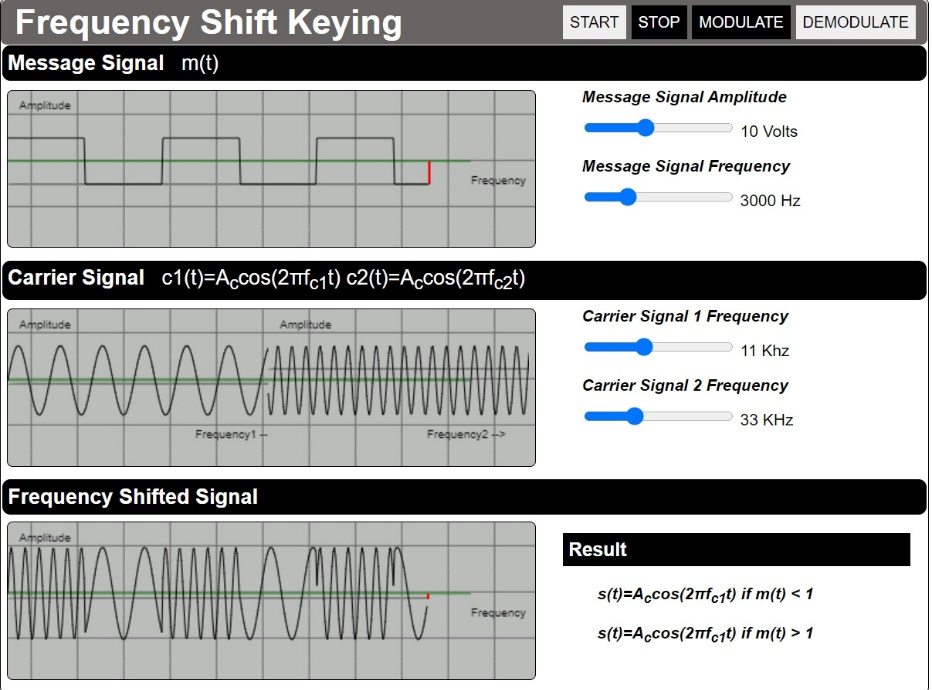 Frequency Shift Keying
START STOP MODULATE DEMODULATE
Message Signal m(t)
Amplitude
Frequency
Message Signal Amplitude
10 Volts
Message Signal Frequency
3000 Hz
Carrier Signal c1(t)=Accos(2πfc1t) c2(t)=Accos(2πfc2t)
Amplitude
Amplitude
Frequency1 --
Frequency2 -->
Carrier Signal 1 Frequency
11 Khz
Carrier Signal 2 Frequency
33 KHz
Frequency Shifted Signal
Amplitude
Frequency
Result
s(t)=Accos(2πfc1t) if m(t) < 1
s(t)=Accos(2πfc1t) if m(t) > 1